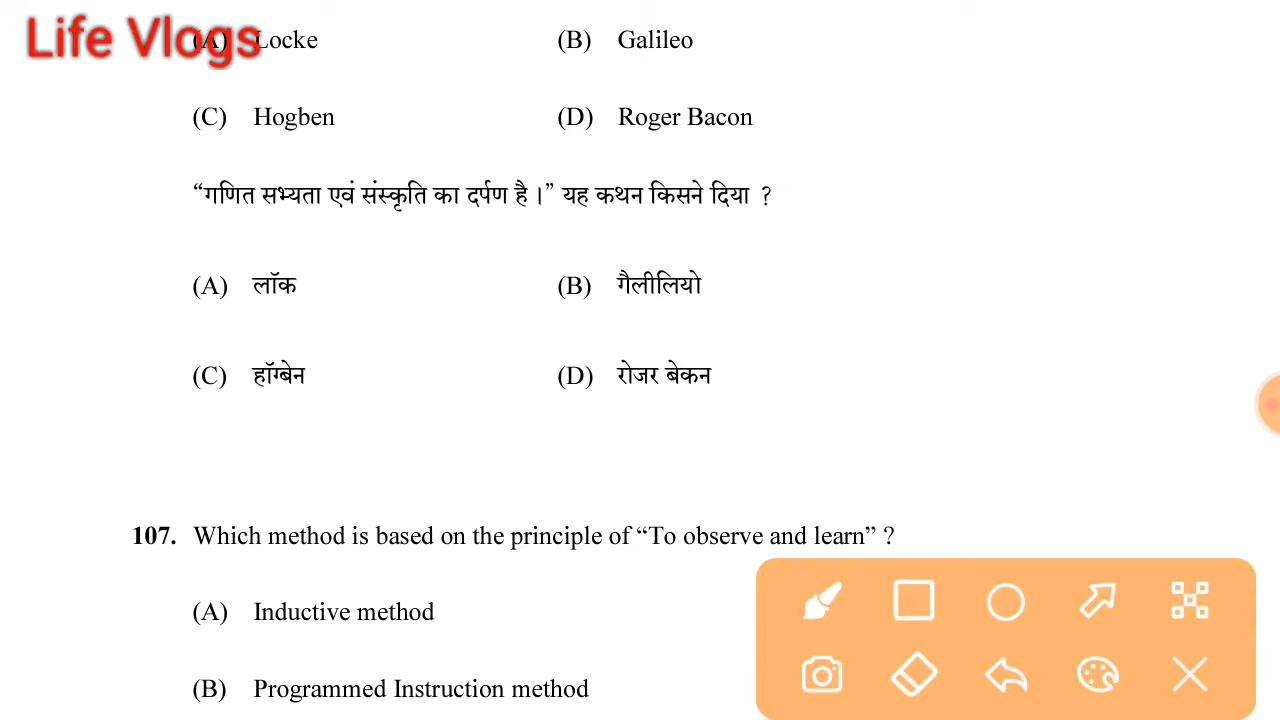 Life Vlogs
(A) Locke (B) Galileo
(C) Hogben (D) Roger Bacon
“गणित सभ्यता एवं संस्कृति का दर्पण है ।” यह कथन किसने दिया ?
(A) लॉक (B) गैलीलियो
(C) हॉग्बेन (D) रोजर बेकन
107. Which method is based on the principle of “To observe and learn” ?
(A) Inductive method
(B) Programmed Instruction method